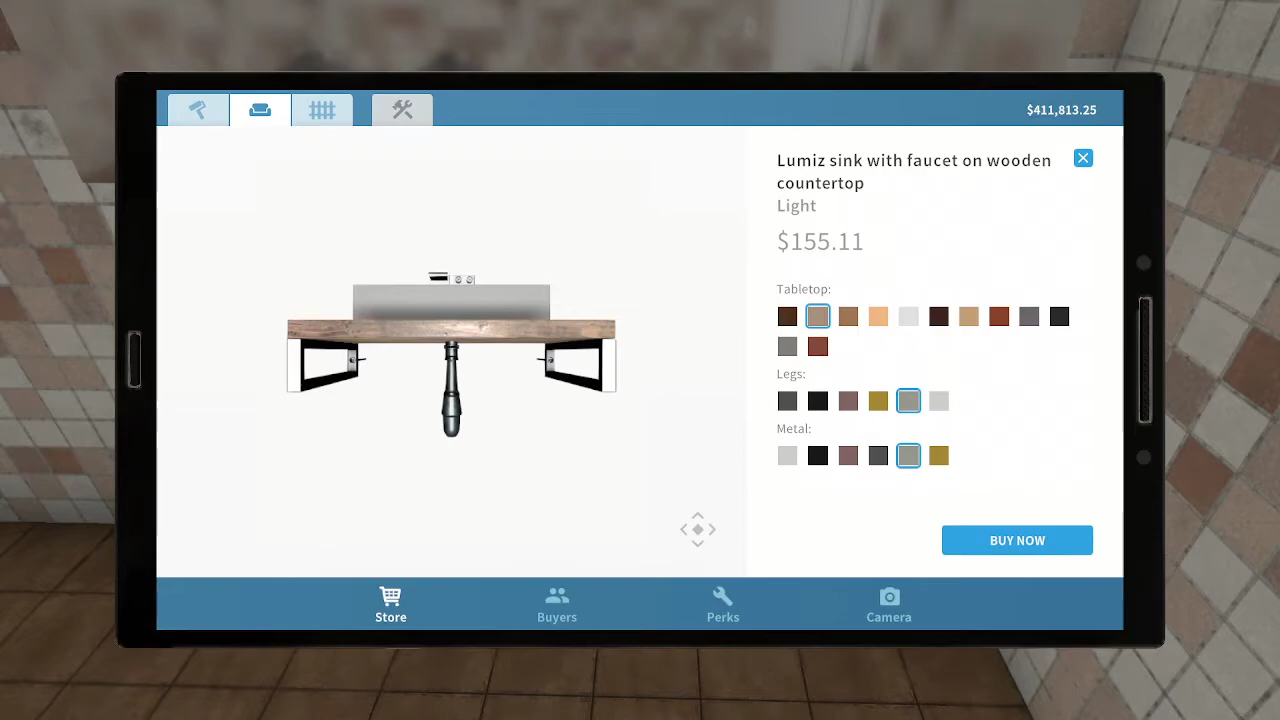 $411,813.25
Lumiz sink with faucet on wooden
countertop
Light
$155.11
Tabletop:
Legs:
Metal:
BUY NOW
Store
Buyers
Perks
Camera